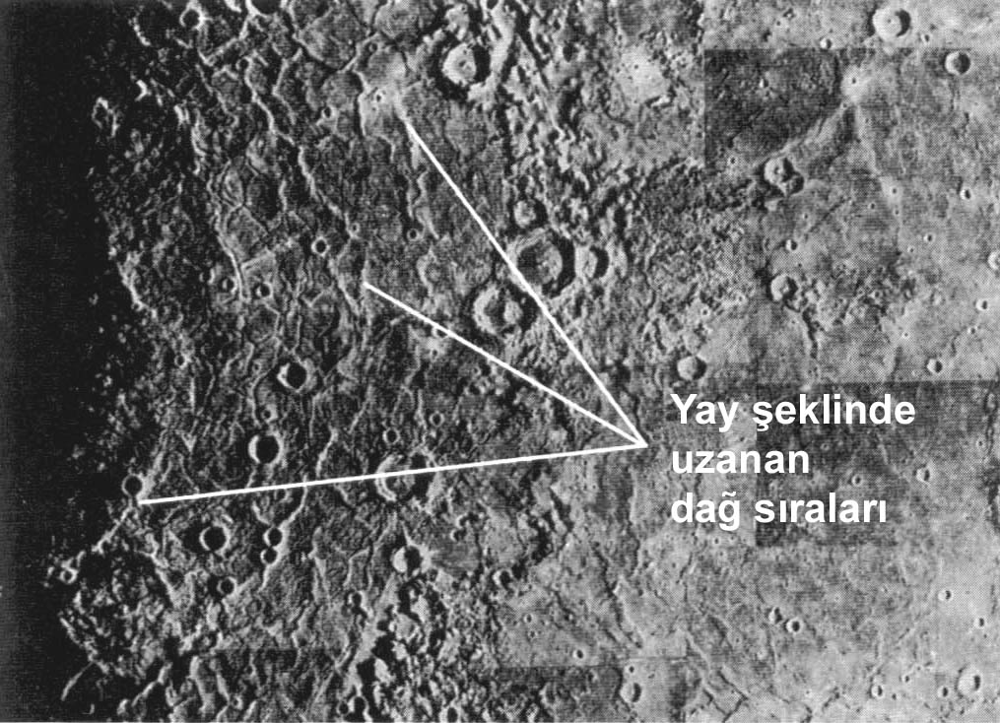 Yay şeklinde
uzanan
dağ sıraları